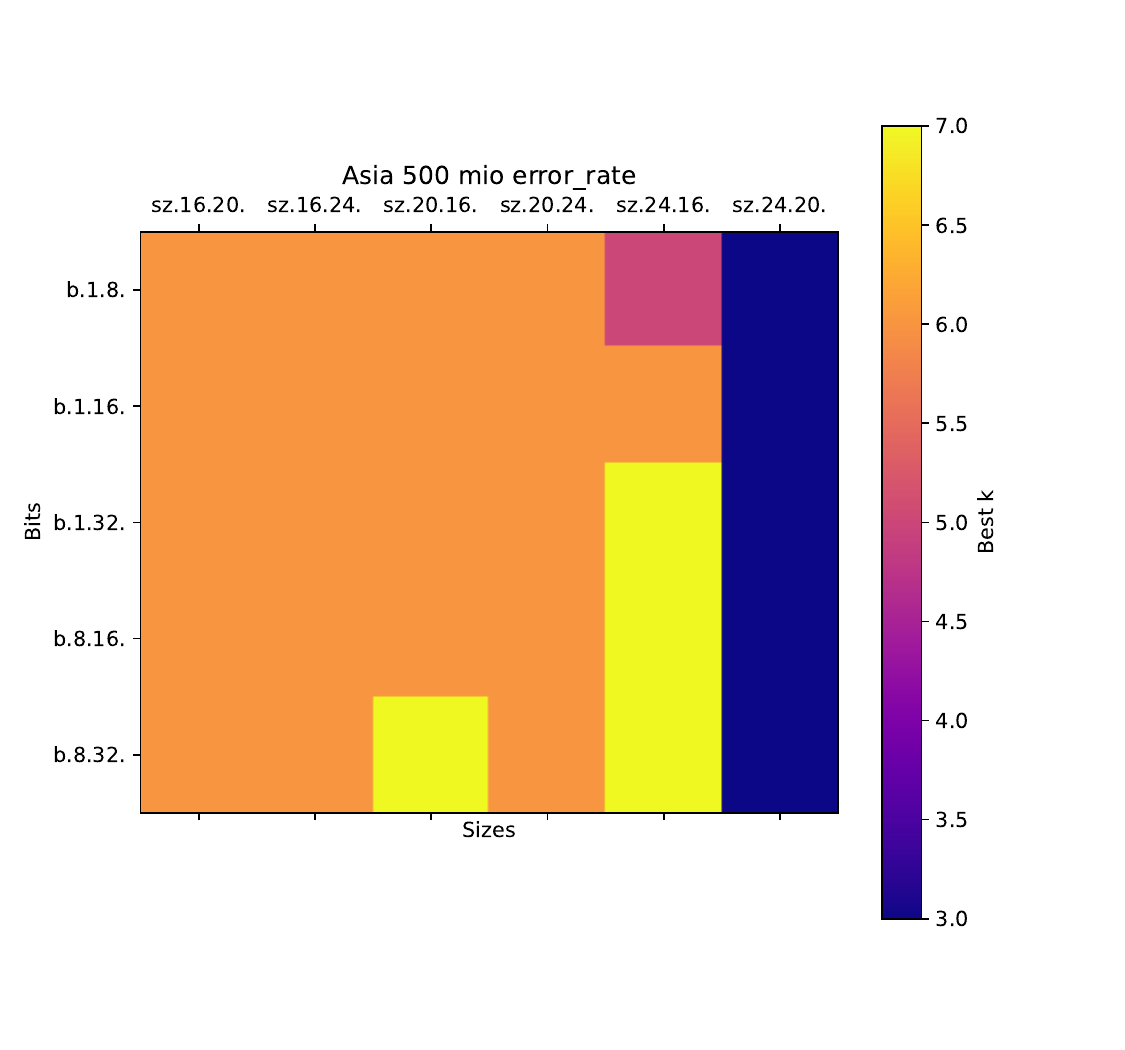 Asia 500 mio error_rate
sz.16.20. sz.16.24. sz.20.16. sz.20.24. sz.24.16. sz.24.20.
b.1.8.
b.1.16.
b.1.32.
b.8.16.
b.8.32.
Bits
Sizes
7.0
6.5
6.0
5.5
5.0
4.5
4.0
3.5
3.0
Best k